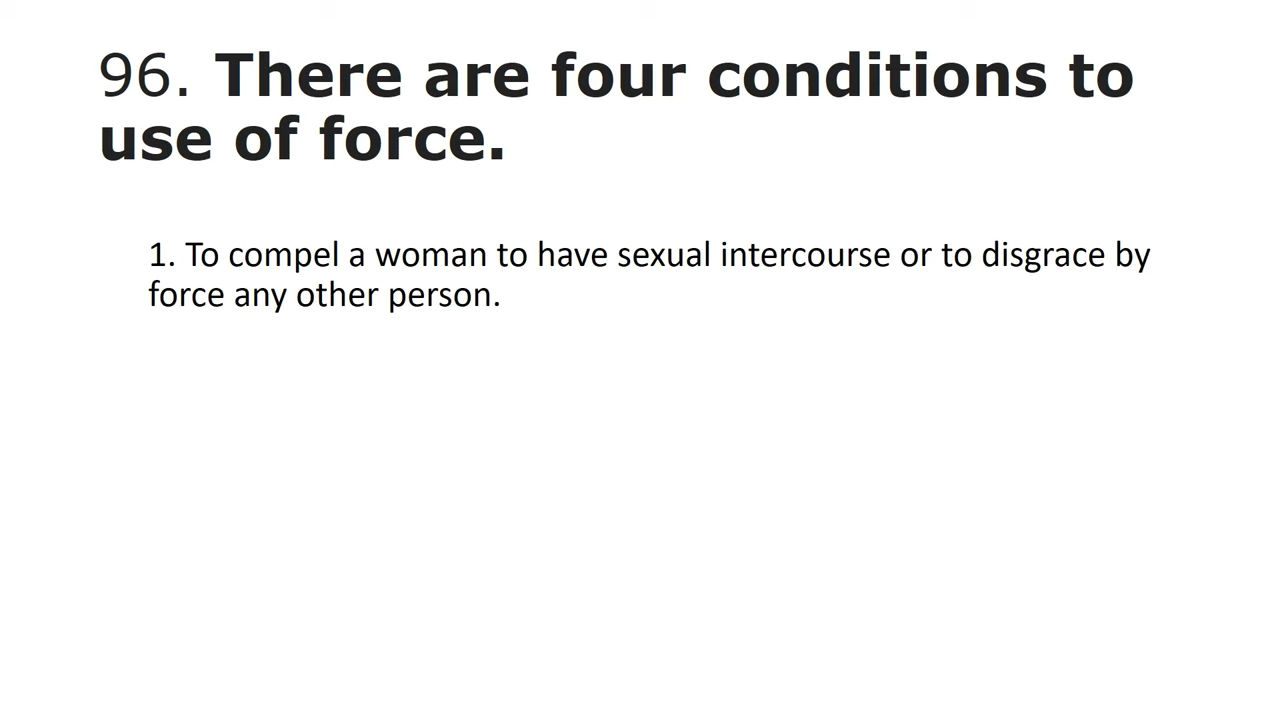 96. There are four conditions to
use of force.
1. To compel a woman to have sexual intercourse or to disgrace by
force any other person.